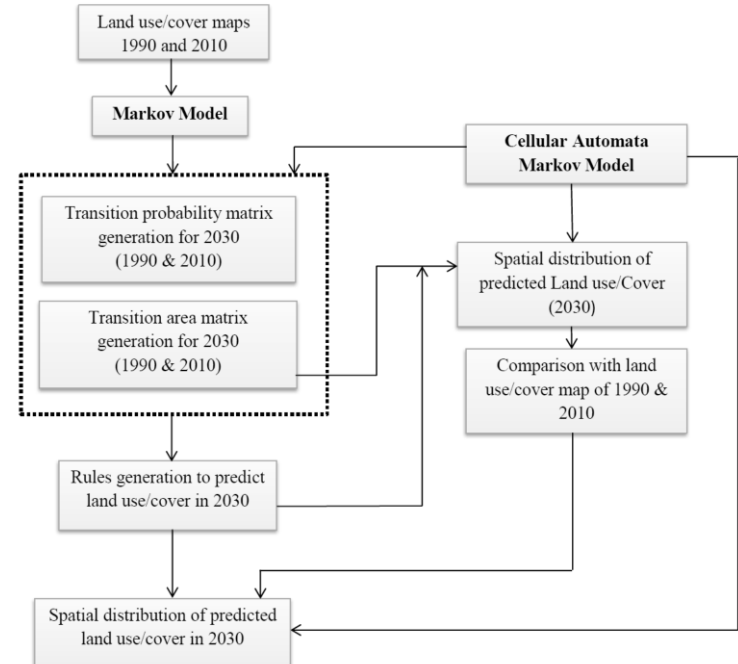 Land use/cover maps
1990 and 2010
Markov Model
Cellular Automata
Markov Model
Transition probability matrix
generation for 2030
(1990 & 2010)
Transition area matrix
generation for 2030
(1990 & 2010)
Spatial distribution of
predicted Land use/Cover
(2030)
Comparison with land
use/cover map of 1990 &
2010
Rules generation to predict
land use/cover in 2030
Spatial distribution of predicted
land use/cover in 2030